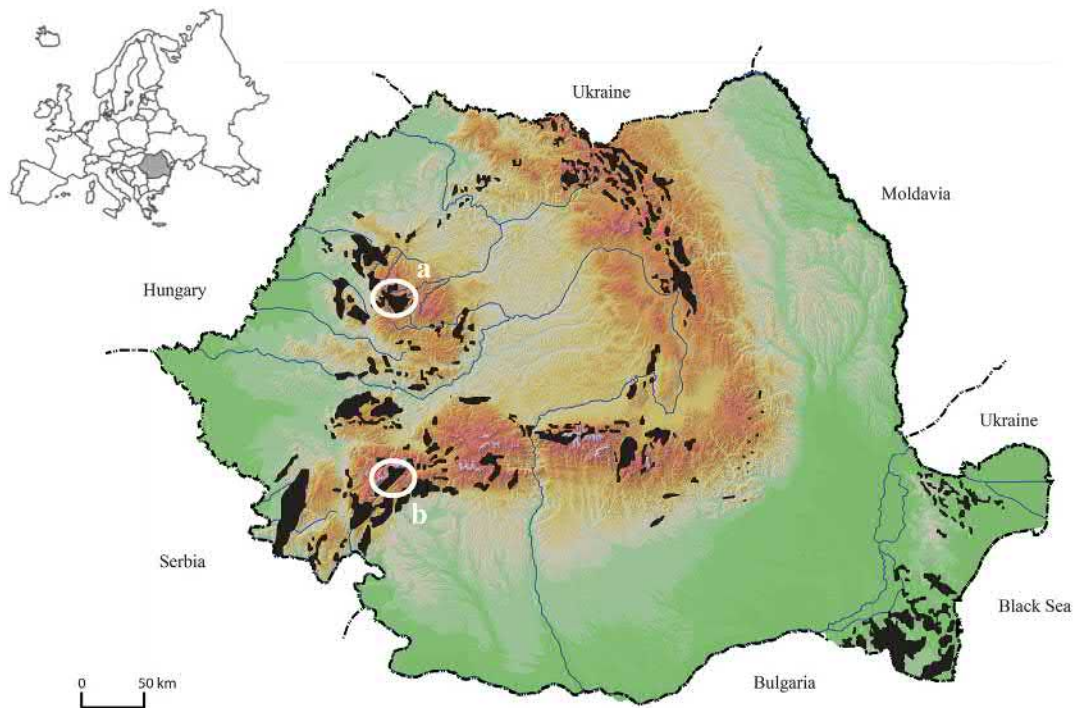 Ukraine
Moldavia
a
Hungary
Ukraine
b
Serbia
Black Sea
0 50 km
Bulgaria